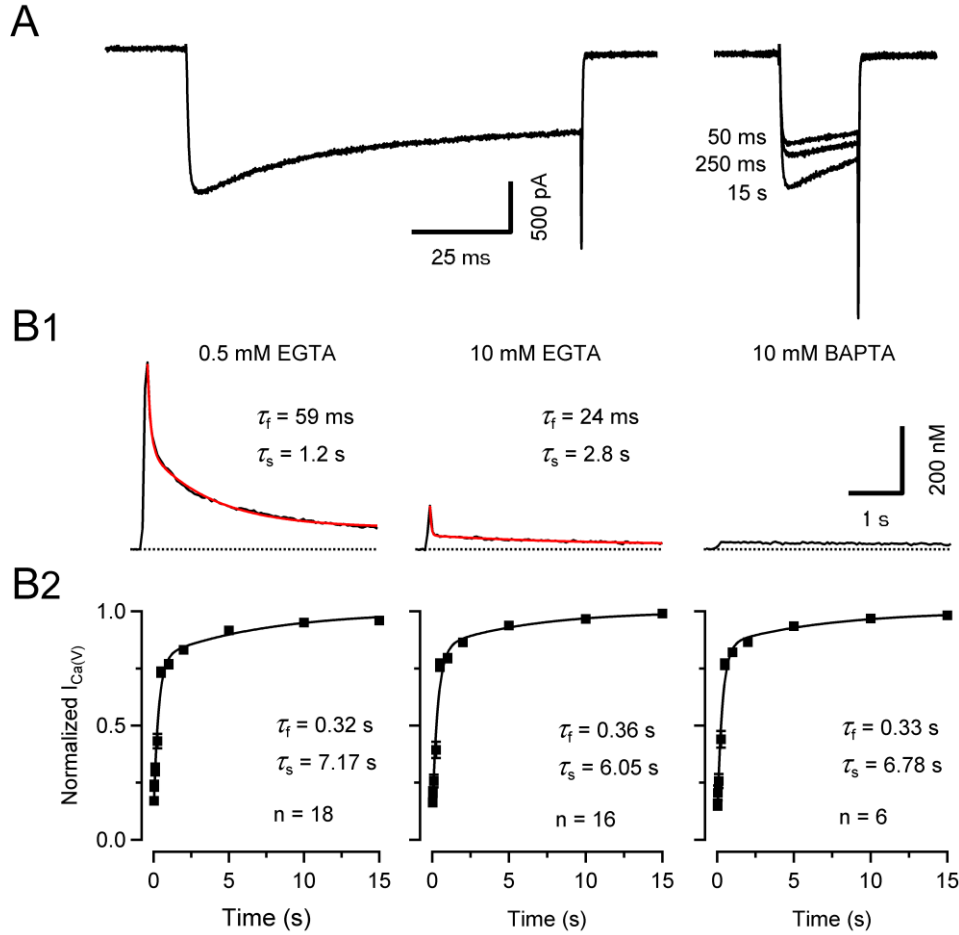 A
50 ms
250 ms
15 s
500 pA
25 ms
B1
0.5 mM EGTA
10 mM EGTA
10 mM BAPTA
τf = 59 ms
τs = 1.2 s
τf = 24 ms
τs = 2.8 s
200 nM
1 s
B2
Normalized ICa(V)
1.0
0.5
0.0
τf = 0.32 s
τs = 7.17 s
n = 18
0 5 10 15
Time (s)
τf = 0.36 s
τs = 6.05 s
n = 16
0 5 10 15
Time (s)
τf = 0.33 s
τs = 6.78 s
n = 6
0 5 10 15
Time (s)